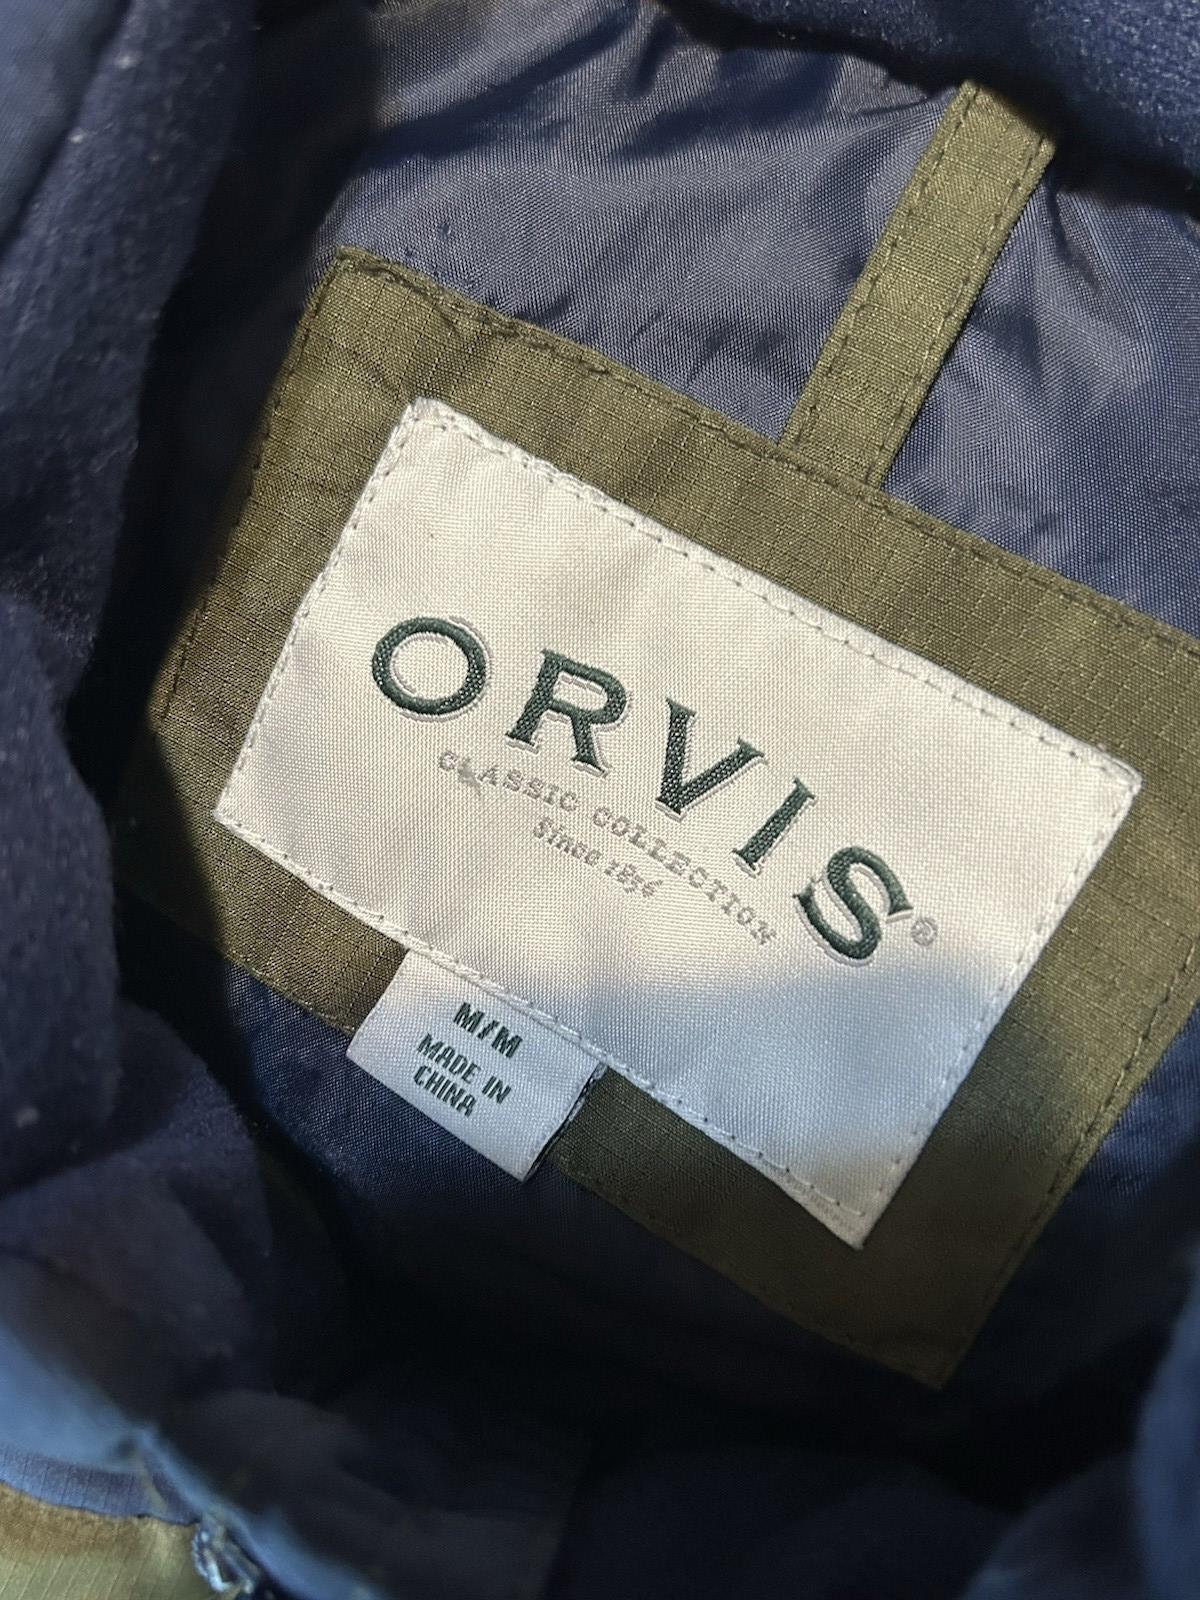 ORVIS®
CLASSIC COLLECTION
Since 1856
M/M
MADE IN
CHINA